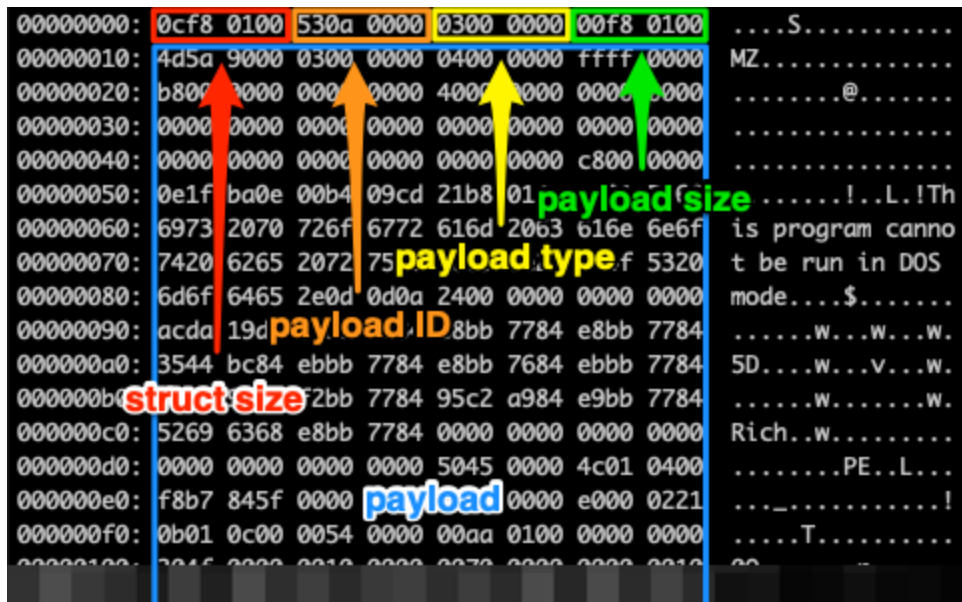 00000000: 0cf8 0100 530a 0000 0300 0000 00f8 0100 ....S...........
00000010: 4d5a 9000 0300 0000 0400 0000 ffff 0000 MZ..............
00000020: b800 0000 0000 0000 4000 0000 0000 0000 ........@.......
00000030: 0000 0000 0000 0000 0000 0000 0000 0000 ................
00000040: 0000 0000 0000 0000 0000 0000 c800 0000 ................
00000050: 0e1f ba0e 00b4 09cd 21b8 ........!..L.!Th
payload size
00000060: 6973 2070 726f 6772 616d 2063 616e 6e6f is program canno
payload type
00000070: 7420 6265 2072 5320 t be run in DOS
00000080: 6d6f 6465 2e0d 0d0a 2400 0000 0000 0000 mode....$.......
payload ID
00000090: acda 7784 e8bb 7784 ......w...w...w.
000000a0: 3544 bc84 ebbb 7784 e8bb 7684 ebbb 7784 5D....w...v...w.
struct size
7784 95c2 a984 e9bb 7784 ......w.......w.
000000c0: 5269 6368 e8bb 7784 0000 0000 0000 0000 Rich..w.........
000000d0: 0000 0000 0000 0000 5045 0000 4c01 0400 ........PE..L...
000000e0: f8b7 845f 0000 0000 e000 0221 ..._...........!
payload
000000f0: 0b01 0c00 0054 0000 00aa 0100 0000 0000 .....T..........